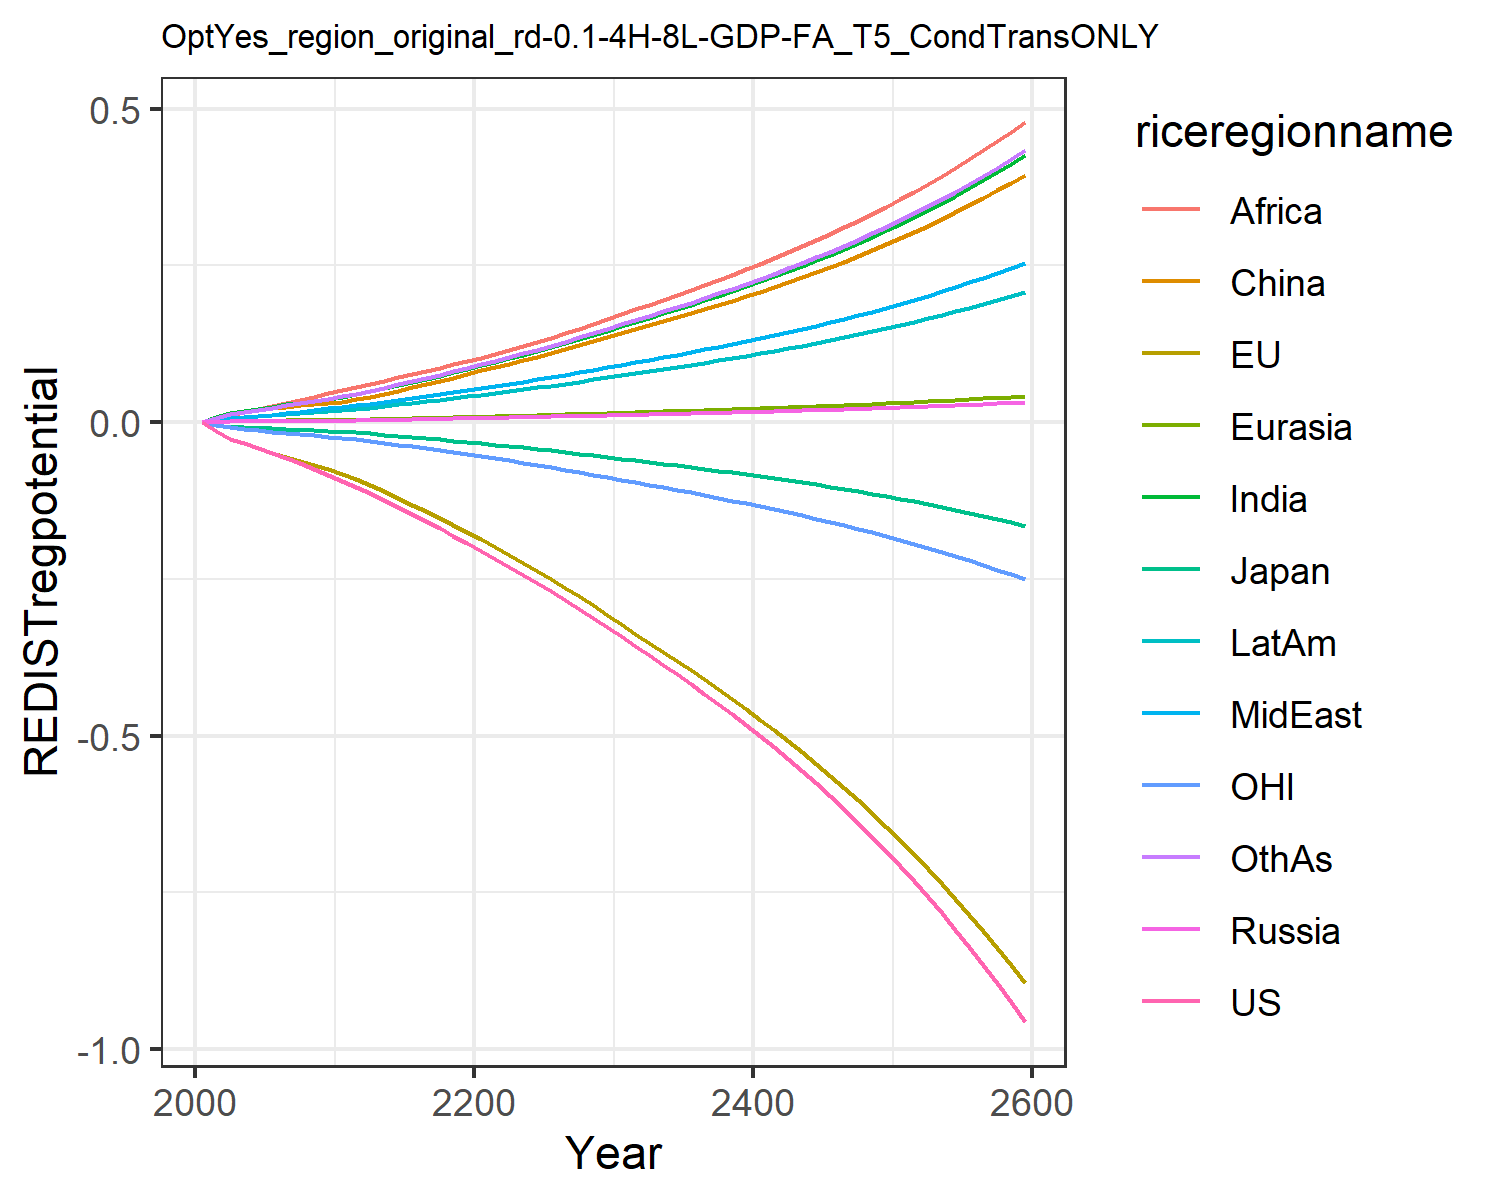 OptYes_region_original_rd-0.1-4H-8L-GDP-FA_T5_CondTransONLY
REDISTregpotential
0.5
0.0
-0.5
-1.0
2000 2200 2400 2600
Year
riceregionname
Africa
China
EU
Eurasia
India
Japan
LatAm
MidEast
OHI
OthAs
Russia
US